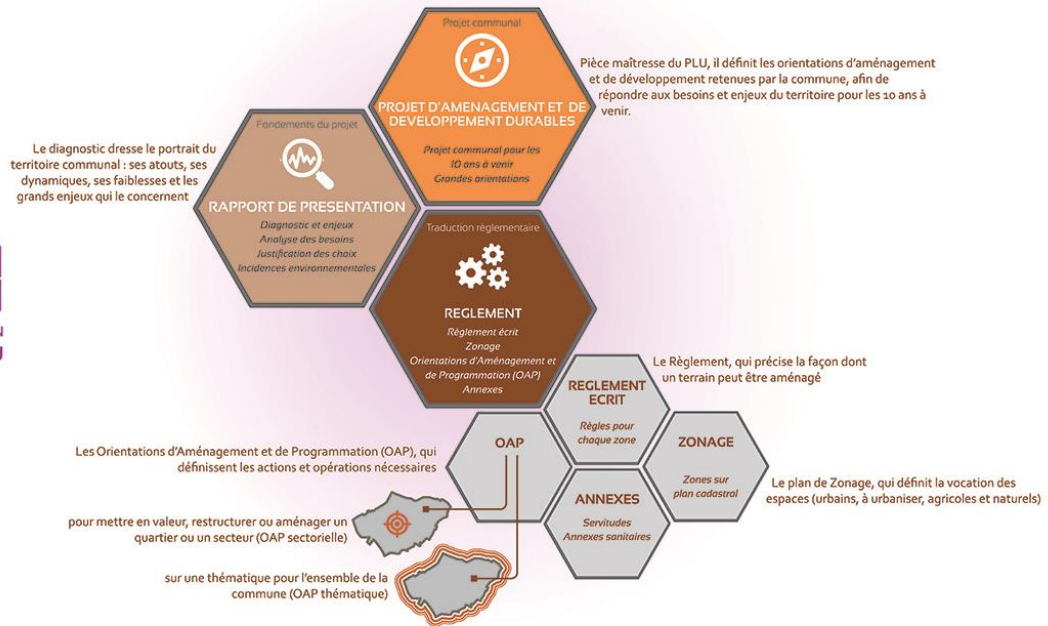 Projet communal
PROJET D'AMENAGEMENT ET DE
DEVELOPPEMENT DURABLES
Projet communal pour les
10 ans à venir
Grandes orientations
Pièce maîtresse du PLU, il définit les orientations d'aménagement
et de développement retenues par la commune, afin de
répondre aux besoins et enjeux du territoire pour les 10 ans à
venir.
Le diagnostic dresse le portrait du
territoire communal : ses atouts, ses
dynamiques, ses faiblesses et les
grands enjeux qui le concernent
Fondements du projet
RAPPORT DE PRESENTATION
Diagnostic et enjeux
Analyse des besoins
Justification des choix
Incidences environnementales
Traduction règlementaire
REGLEMENT
Règlement écrit
Zonage
Orientations d'Aménagement et
de Programmation (OAP)
Annexes
Le Règlement, qui précise la façon dont
un terrain peut être aménagé
REGLEMENT
ECRIT
Règles pour
chaque zone
OAP
ZONAGE
Zones sur
plan cadastral
Les Orientations d'Aménagement et de Programmation (OAP), qui
définissent les actions et opérations nécessaires
Le plan de Zonage, qui définit la vocation des
espaces (urbains, à urbaniser, agricoles et naturels)
ANNEXES
Servitudes
Annexes sanitaires
pour mettre en valeur, restructurer ou aménager un
quartier ou un secteur (OAP sectorielle)
sur une thématique pour l'ensemble de la
commune (OAP thématique)